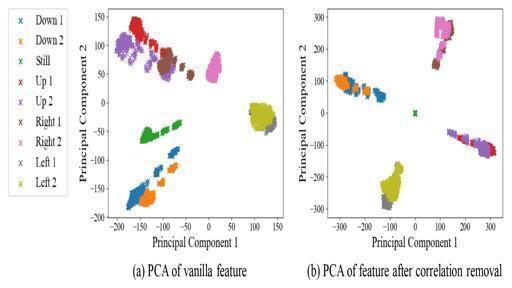 Down 1
Down 2
Still
Up 1
Up 2
Right 1
Right 2
Left 1
Left 2
Principal Component 2
150
100
50
0
−50
−100
−150
−200
−200 −150 −100 −50 0 50 100 150
Principal Component 1
(a) PCA of vanilla feature
Principal Component 2
300
200
100
0
−100
−200
−300
−300 −200 −100 0 100 200 300
Principal Component 1
(b) PCA of feature after correlation removal